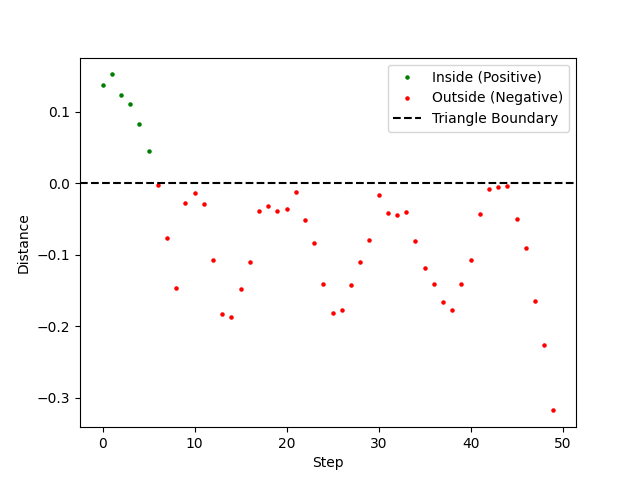 Inside (Positive)
Outside (Negative)
Triangle Boundary
0.1
0.0
−0.1
−0.2
−0.3
Distance
0 10 20 30 40 50
Step